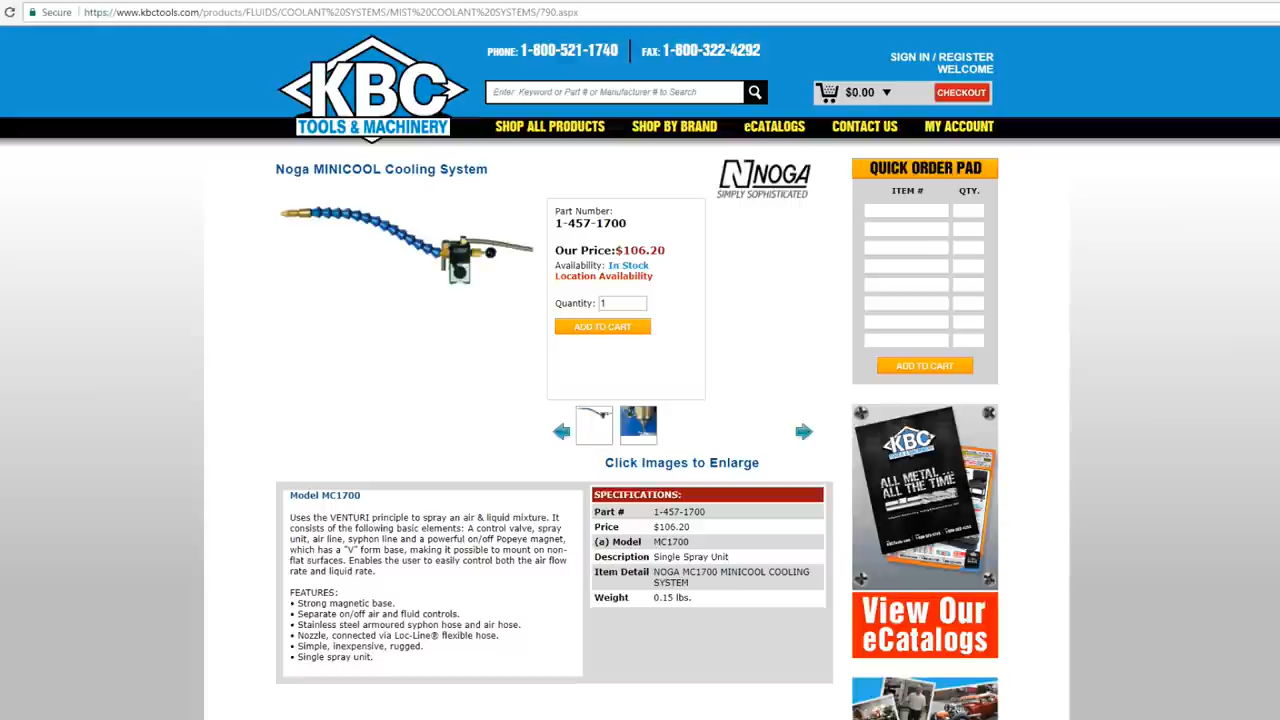 Secure
https://www.kbctools.com/products/FLUIDS/COOLANT%20SYSTEMS/MIST%20COOLANT%20SYSTEMS/790.aspx
PHONE: 1-800-521-1740
FAX: 1-800-322-4292
SIGN IN / REGISTER
WELCOME
KBC
TOOLS & MACHINERY
Enter: Keyword or Part # or Manufacturer # to Search
$0.00
CHECKOUT
SHOP ALL PRODUCTS
SHOP BY BRAND
eCATALOGS
CONTACT US
MY ACCOUNT
Noga MINICOOL Cooling System
NOGA
SIMPLY SOPHISTICATED
Part Number:
1-457-1700
Our Price:$106.20
Availability: In Stock
Location Availability
Quantity: 1
ADD TO CART
QUICK ORDER PAD
ITEM #
QTY.
ADD TO CART
Click Images to Enlarge
Model MC1700
Uses the VENTURI principle to spray an air & liquid mixture. It
consists of the following basic elements: A control valve, spray
unit, air line, syphon line and a powerful on/off Popeye magnet,
which has a "V" form base, making it possible to mount on non-
flat surfaces. Enables the user to easily control both the air flow
rate and liquid rate.
FEATURES:
• Strong magnetic base.
• Separate on/off air and fluid controls.
• Stainless steel armoured syphon hose and air hose.
• Nozzle, connected via Loc-Line® flexible hose.
• Simple, inexpensive, rugged.
• Single spray unit.
SPECIFICATIONS:
Part # 1-457-1700
Price $106.20
(a) Model MC1700
Description Single Spray Unit
Item Detail NOGA MC1700 MINICOOL COOLING
SYSTEM
Weight 0.15 lbs.
KBC
ALL METAL...
ALL THE TIME
View Our
eCatalogs